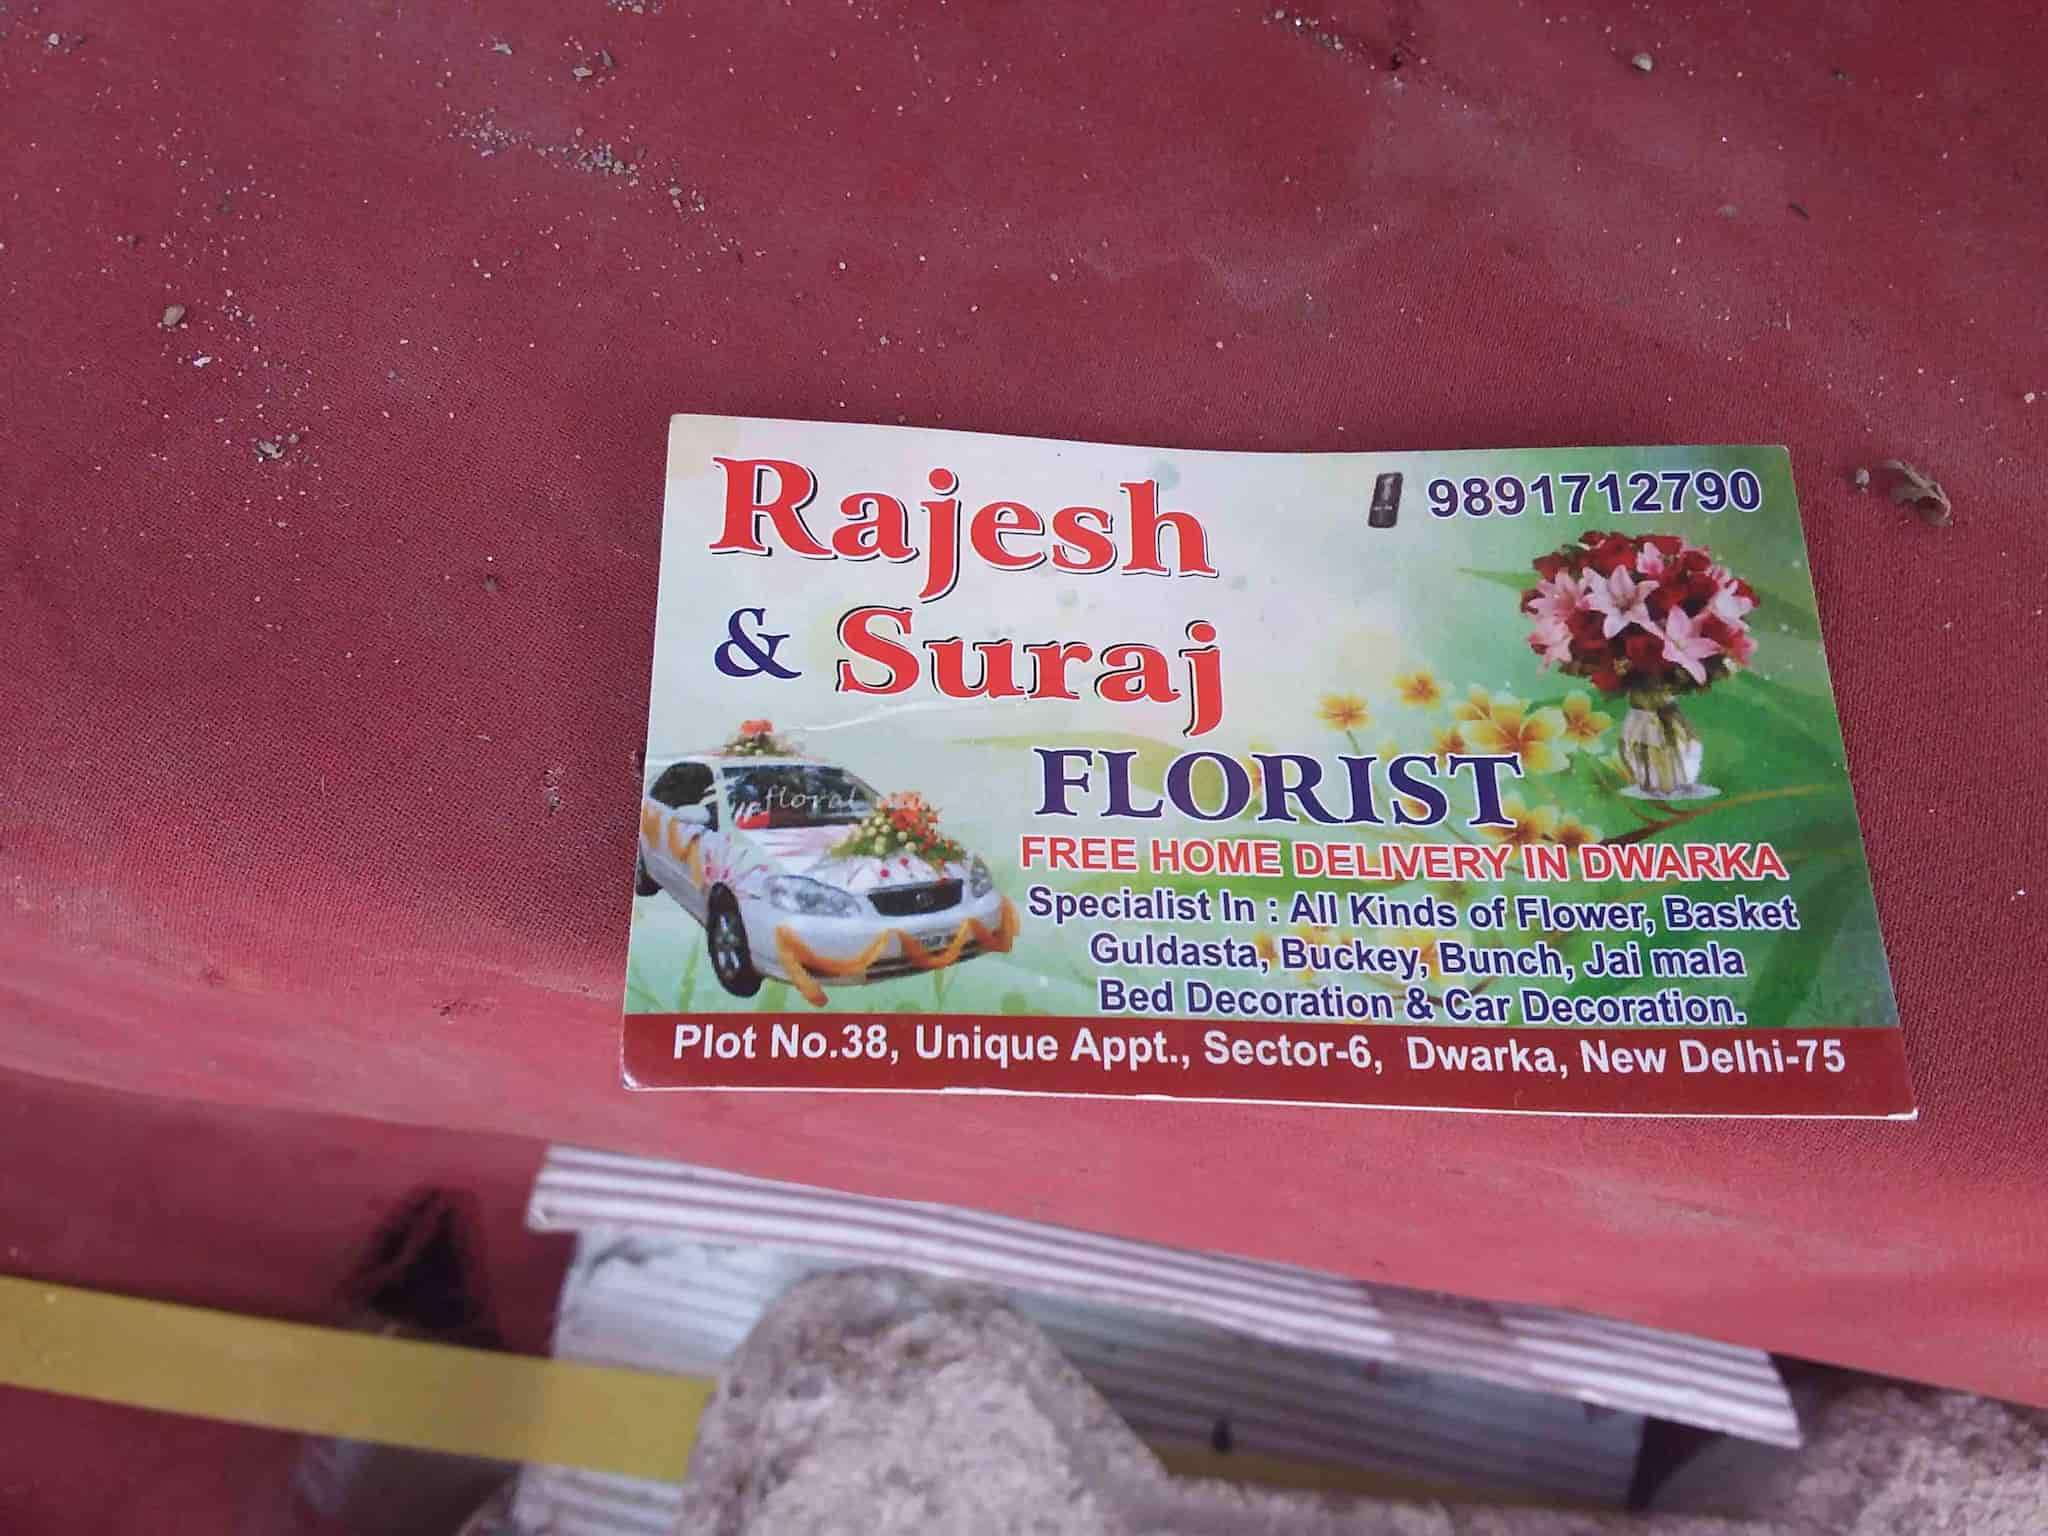 9891712790
Rajesh
& Suraj
FLORIST
FREE HOME DELIVERY IN DWARKA
Specialist In : All Kinds of Flower, Basket
Guldasta, Buckey, Bunch, Jai mala
Bed Decoration & Car Decoration.
floral
Plot No.38, Unique Appt., Sector-6, Dwarka, New Delhi-75